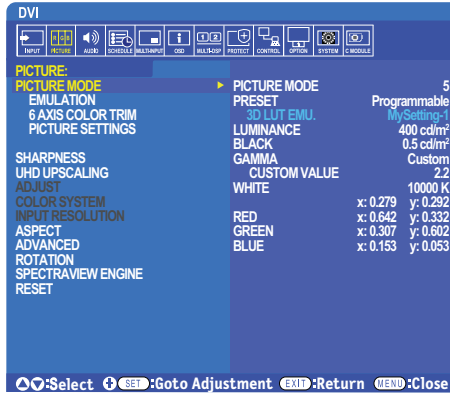 DVI
INPUT PICTURE AUDIO SCHEDULE MULTI-INPUT OSD MULTI-DSP PROTECT CONTROL OPTION SYSTEM C MODULE
PICTURE:
PICTURE MODE
EMULATION
6 AXIS COLOR TRIM
PICTURE SETTINGS
SHARPNESS
UHD UPSCALING
ADJUST
COLOR SYSTEM
INPUT RESOLUTION
ASPECT
ADVANCED
ROTATION
SPECTRAVIEW ENGINE
RESET
PICTURE MODE 5
PRESET Programmable
3D LUT EMU. MySetting-1
LUMINANCE 400 cd/m²
BLACK 0.5 cd/m²
GAMMA Custom
CUSTOM VALUE 2.2
WHITE 10000 K
x: 0.279 y: 0.292
RED x: 0.642 y: 0.332
GREEN x: 0.307 y: 0.602
BLUE x: 0.153 y: 0.053
:Select SET :Goto Adjustment EXIT :Return MENU :Close